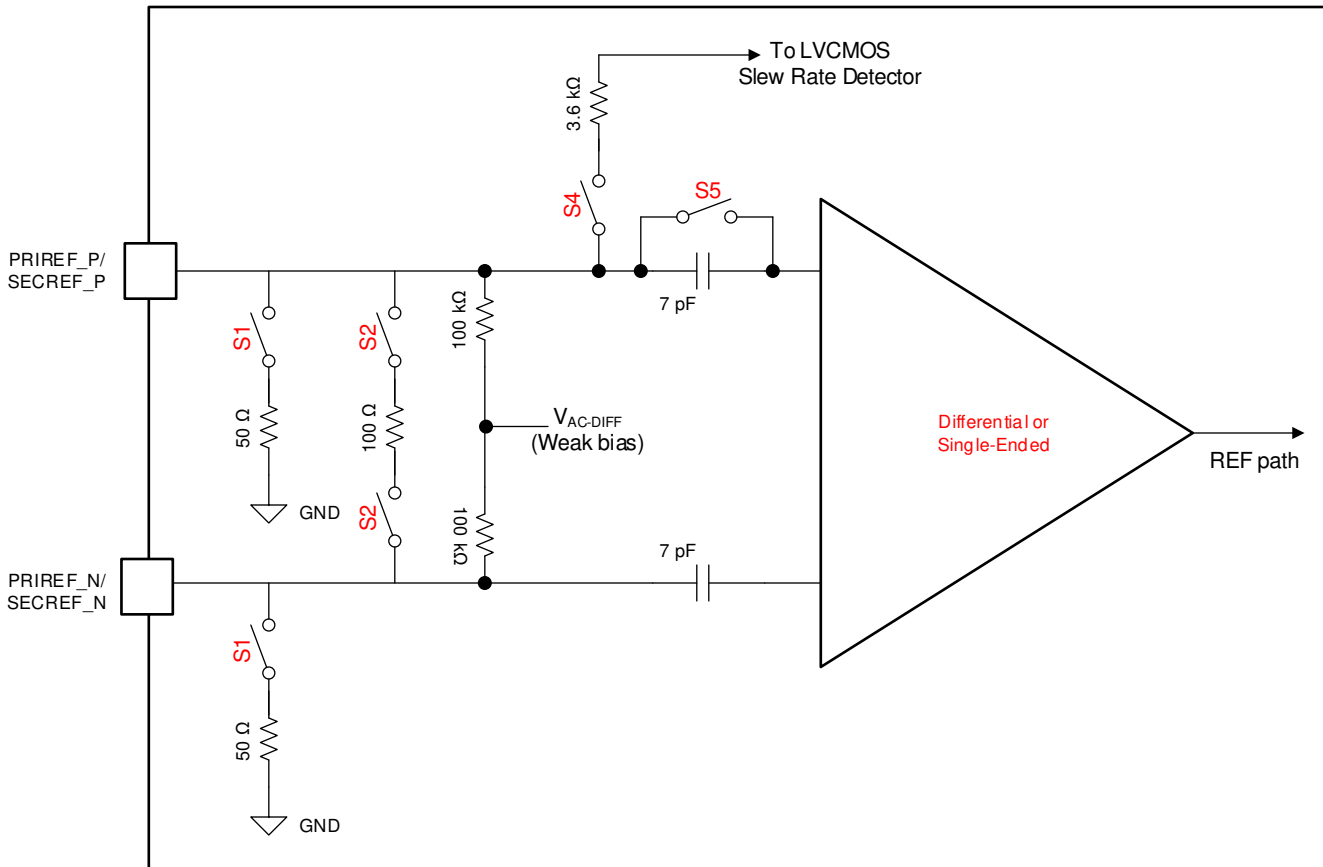 To LVCMOS
Slew Rate Detector
3.6 kΩ
S4
S5
PRIREF_P/
SECREF_P
7 pF
S1
S2
100 kΩ
50 Ω
100 Ω
VAC-DIFF
(Weak bias)
Differential or
Single-Ended
REF path
GND
S2
100 kΩ
7 pF
PRIREF_N/
SECREF_N
S1
50 Ω
GND